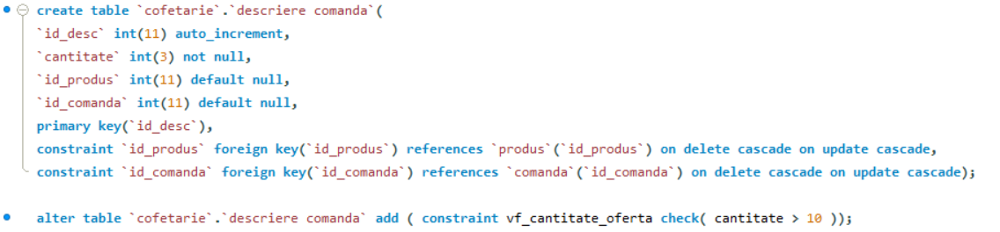 create table `cofetarie`.`descriere comanda`(
`id_desc` int(11) auto_increment,
`cantitate` int(3) not null,
`id_produs` int(11) default null,
`id_comanda` int(11) default null,
primary key(`id_desc`),
constraint `id_produs` foreign key(`id_produs`) references `produs`(`id_produs`) on delete cascade on update cascade,
constraint `id_comanda` foreign key(`id_comanda`) references `comanda`(`id_comanda`) on delete cascade on update cascade);
alter table `cofetarie`.`descriere comanda` add ( constraint vf_cantitate_oferta check( cantitate > 10 ));